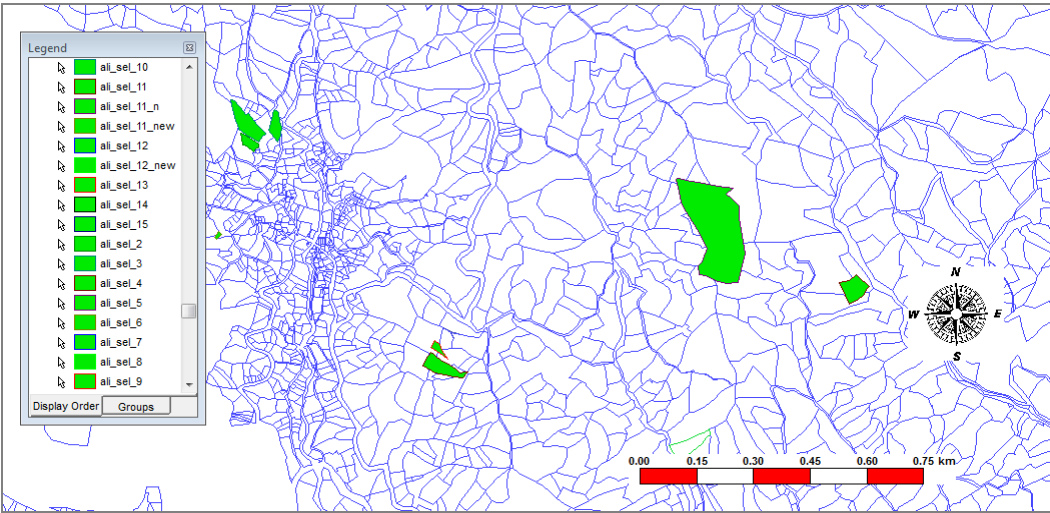 Legend
ali_sel_10
ali_sel_11
ali_sel_11_n
ali_sel_11_new
ali_sel_12
ali_sel_12_new
ali_sel_13
ali_sel_14
ali_sel_15
ali_sel_2
ali_sel_3
ali_sel_4
ali_sel_5
ali_sel_6
ali_sel_7
ali_sel_8
ali_sel_9
Display Order Groups
N
W E
S
0.00 0.15 0.30 0.45 0.60 0.75 km